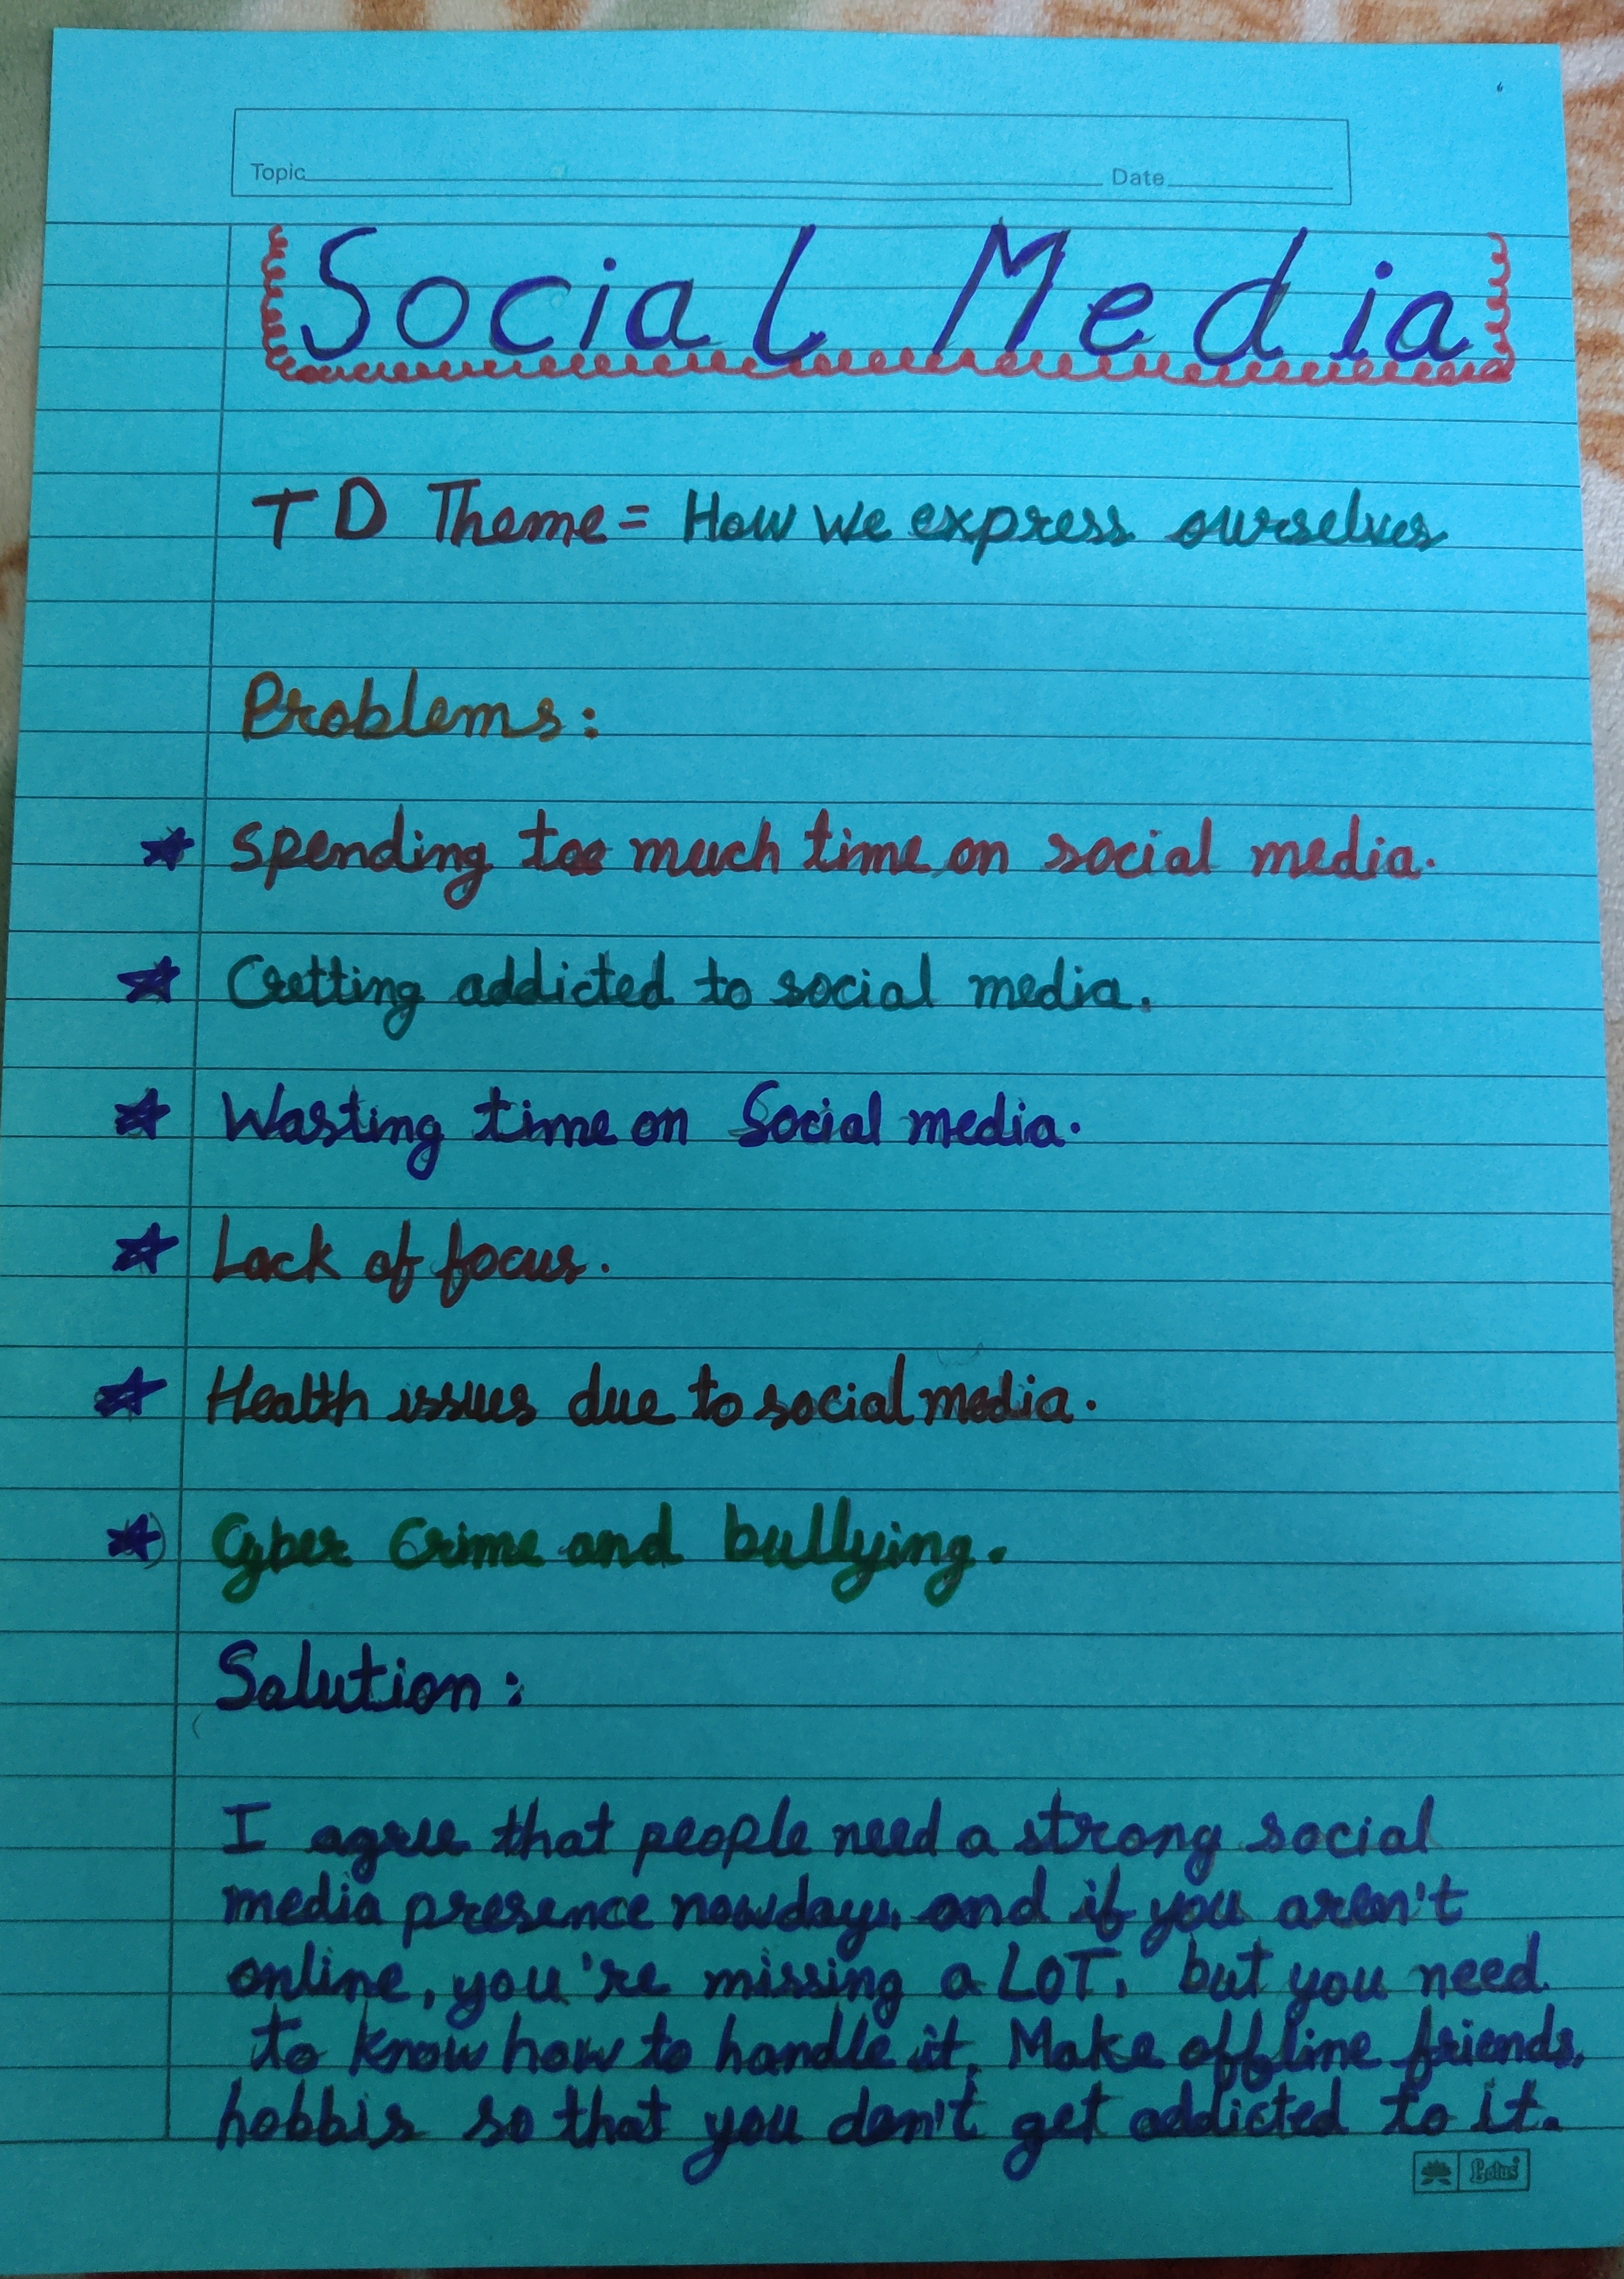 Topic Date
Social Media
TD Theme = How we express ourselves
Problems:
Spending too much time on social media.
Getting addicted to social media.
Wasting time on Social media.
Lack of focus.
Health issues due to social media.
Cyber Crime and bullying.
Solution:
I agree that people need a strong social
media presence nowdays, and if you aren't
online, you're missing a LOT, but you need
to know how to handle it. Make offline friends,
hobbis so that you don't get addicted to it.
Lotus